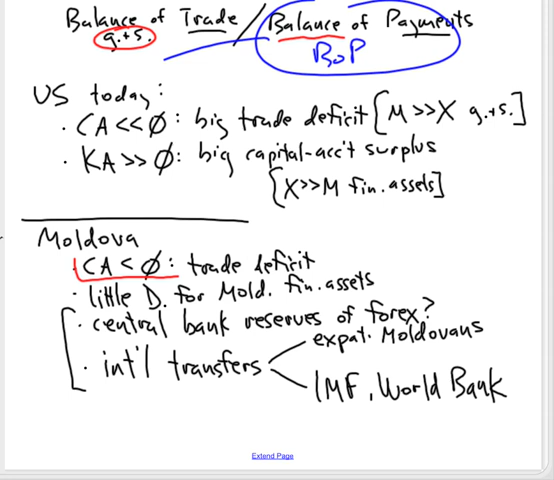 Balance of Trade / Balance of Payments
g.+s.
BoP
US today:
· CA << Ø: big trade deficit [M >> X g.+s.]
· KA >> Ø: big capital-acc't surplus
[X >> M fin. assets]
Moldova
· CA < Ø: trade deficit
· little D. for Mold. fin. assets
· central bank reserves of forex?
· int'l transfers
expat. Moldovans
IMF, World Bank
Extend Page